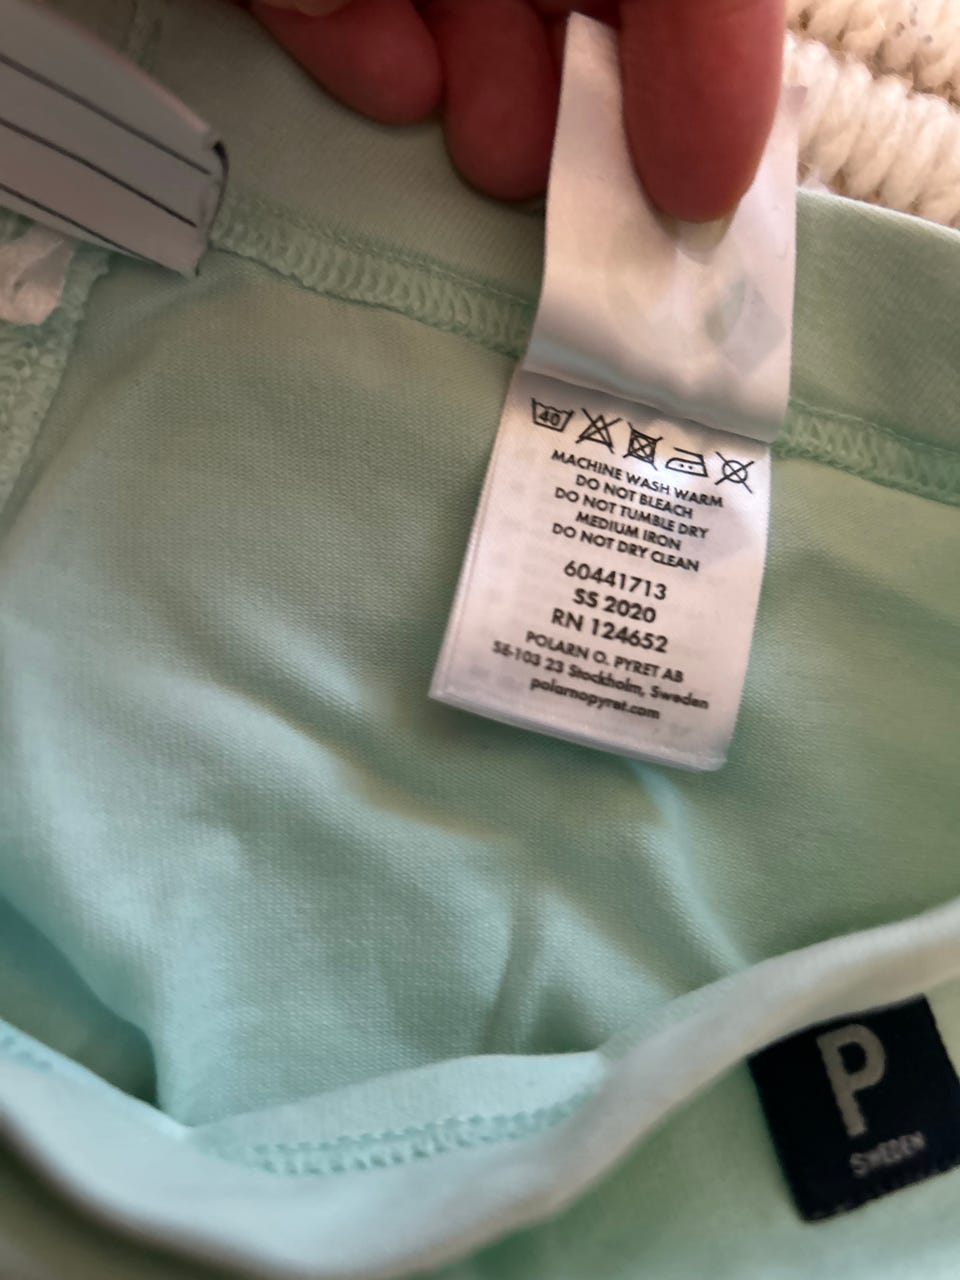 40
MACHINE WASH WARM
DO NOT BLEACH
DO NOT TUMBLE DRY
MEDIUM IRON
DO NOT DRY CLEAN
60441713
SS 2020
RN 124652
POLARN O. PYRET AB
SE-103 23 Stockholm, Sweden
polarnopyret.com
P
SWEDEN